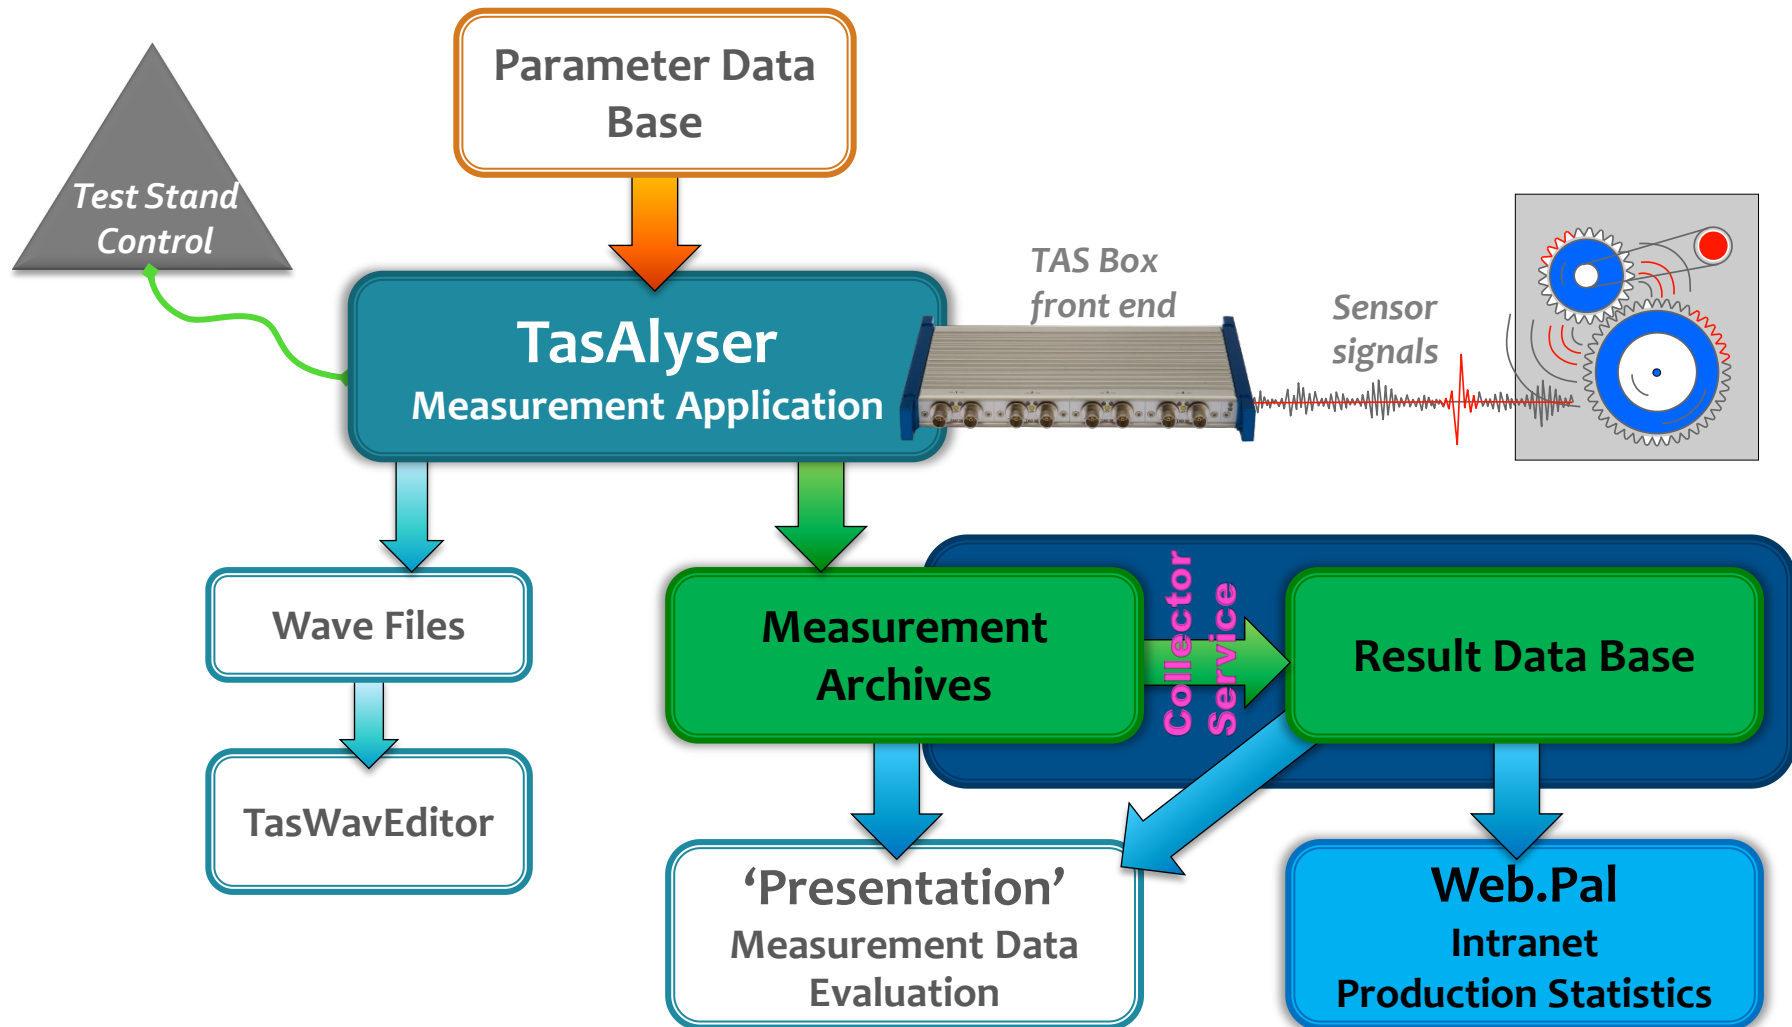 Parameter Data
Base
Test Stand
Control
TasAlyser
Measurement Application
TAS Box
front end
Sensor
signals
Wave Files
TasWavEditor
Measurement
Archives
Collector
Service
Result Data Base
‘Presentation’
Measurement Data
Evaluation
Web.Pal
Intranet
Production Statistics